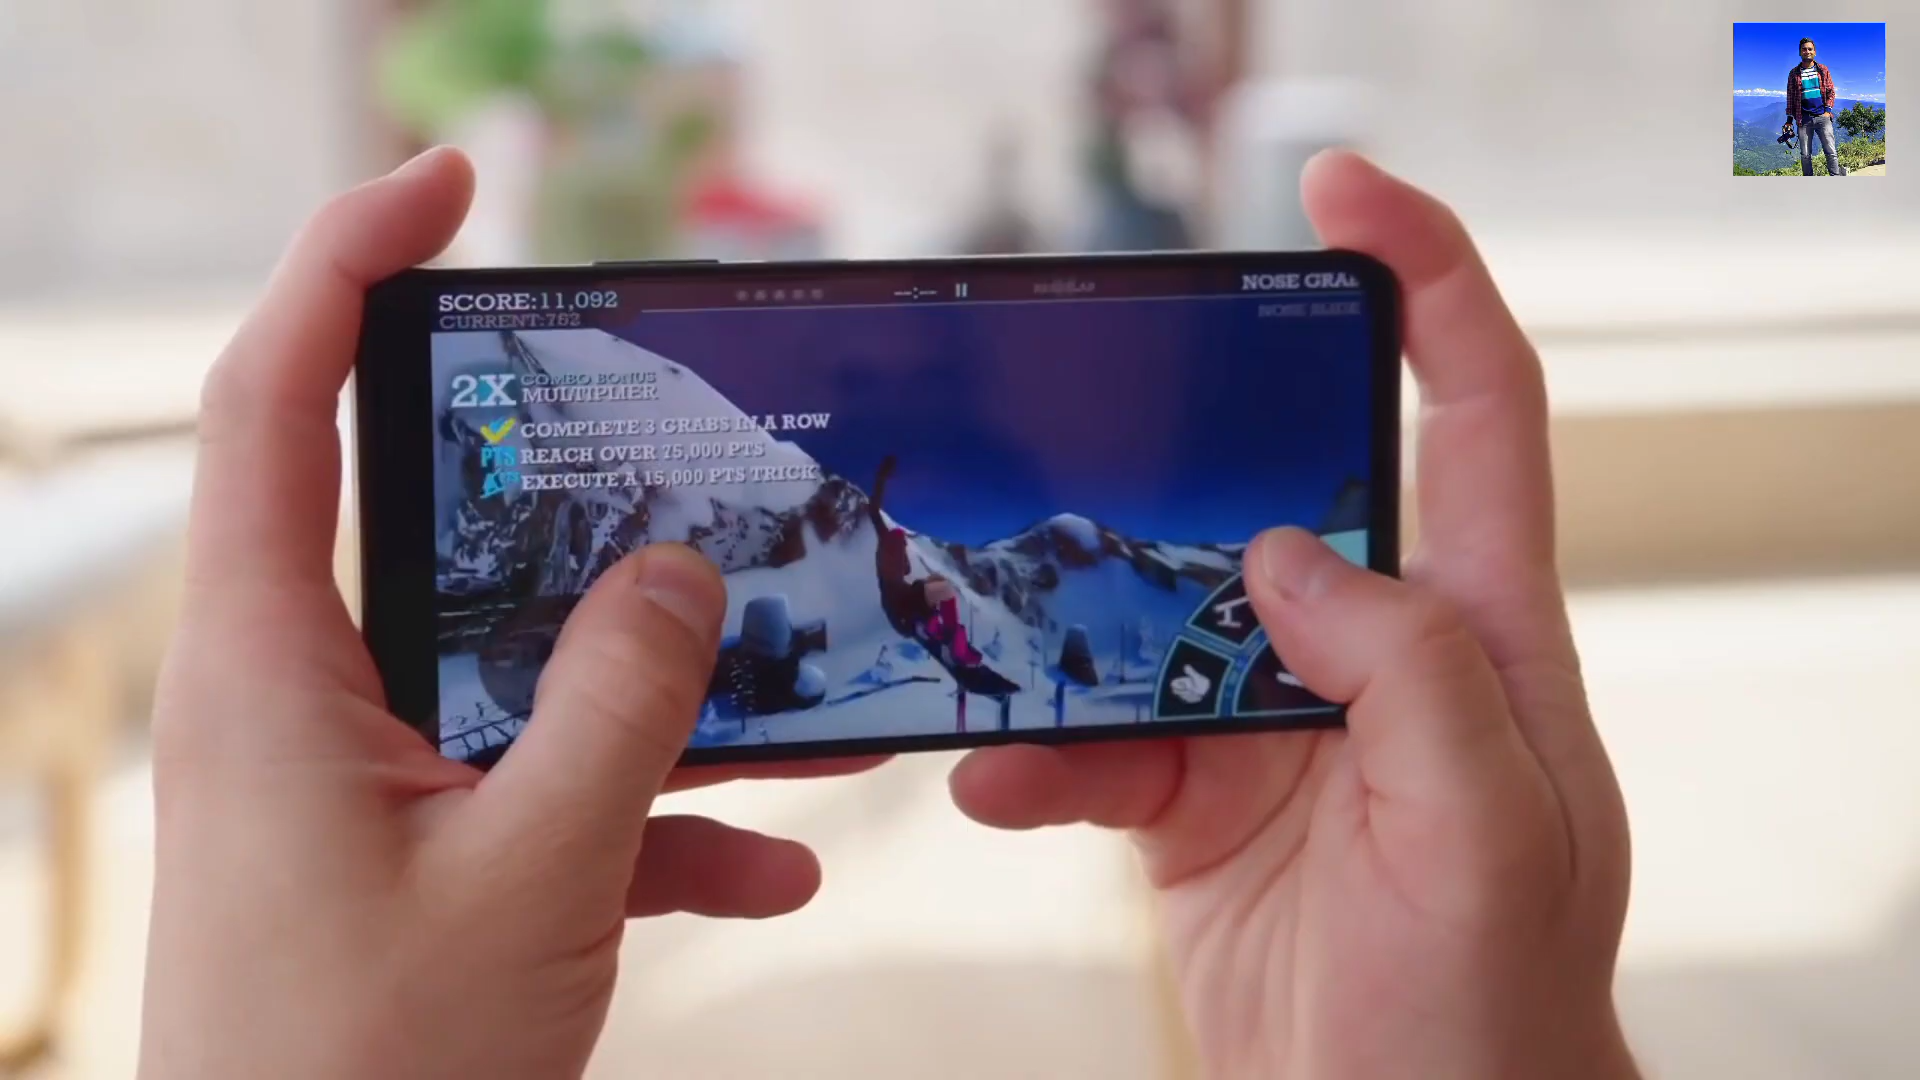 SCORE:11,092
CURRENT:762
NOSE GRAB
NOSE SLIDE
2X COMBO BONUS
MULTIPLIER
COMPLETE 3 GRABS IN A ROW
PTS REACH OVER 75,000 PTS
EXECUTE A 15,000 PTS TRICK